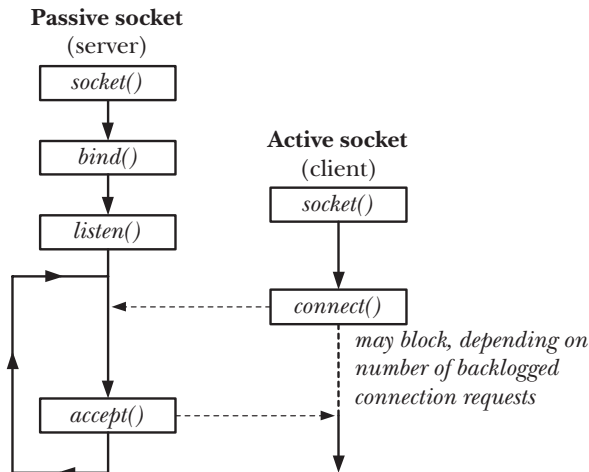 Passive socket
(server)
socket()
bind()
listen()
accept()
Active socket
(client)
socket()
connect()
may block, depending on
number of backlogged
connection requests